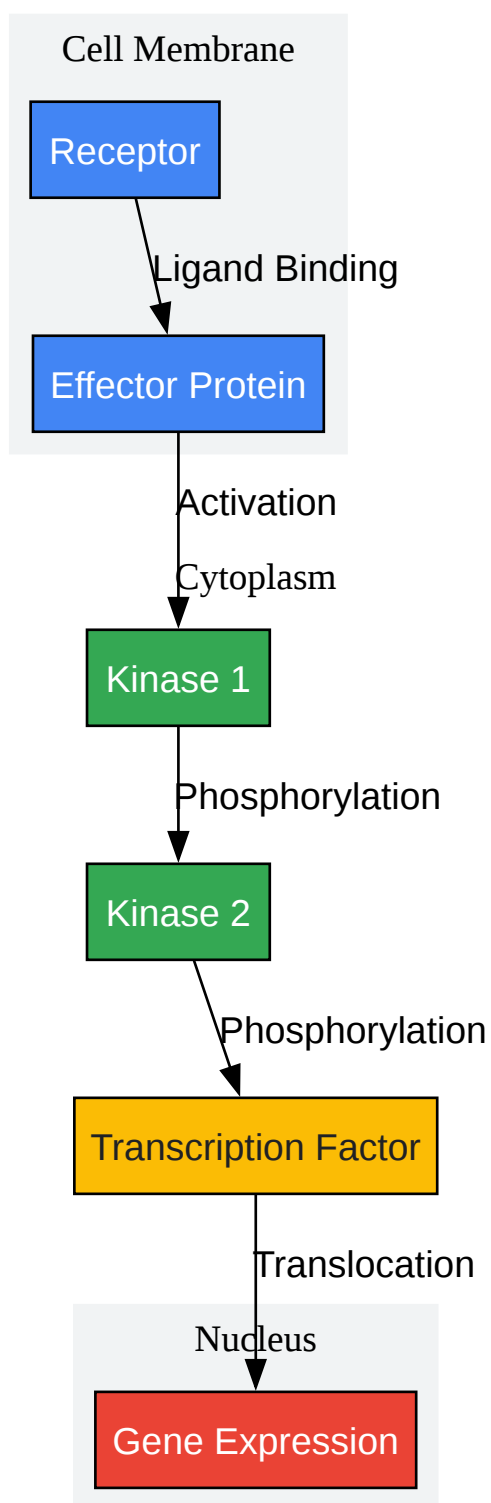 Cell Membrane
Receptor
Ligand Binding
Effector Protein
Activation
Cytoplasm
Kinase 1
Phosphorylation
Kinase 2
Phosphorylation
Transcription Factor
Translocation
Nucleus
Gene Expression